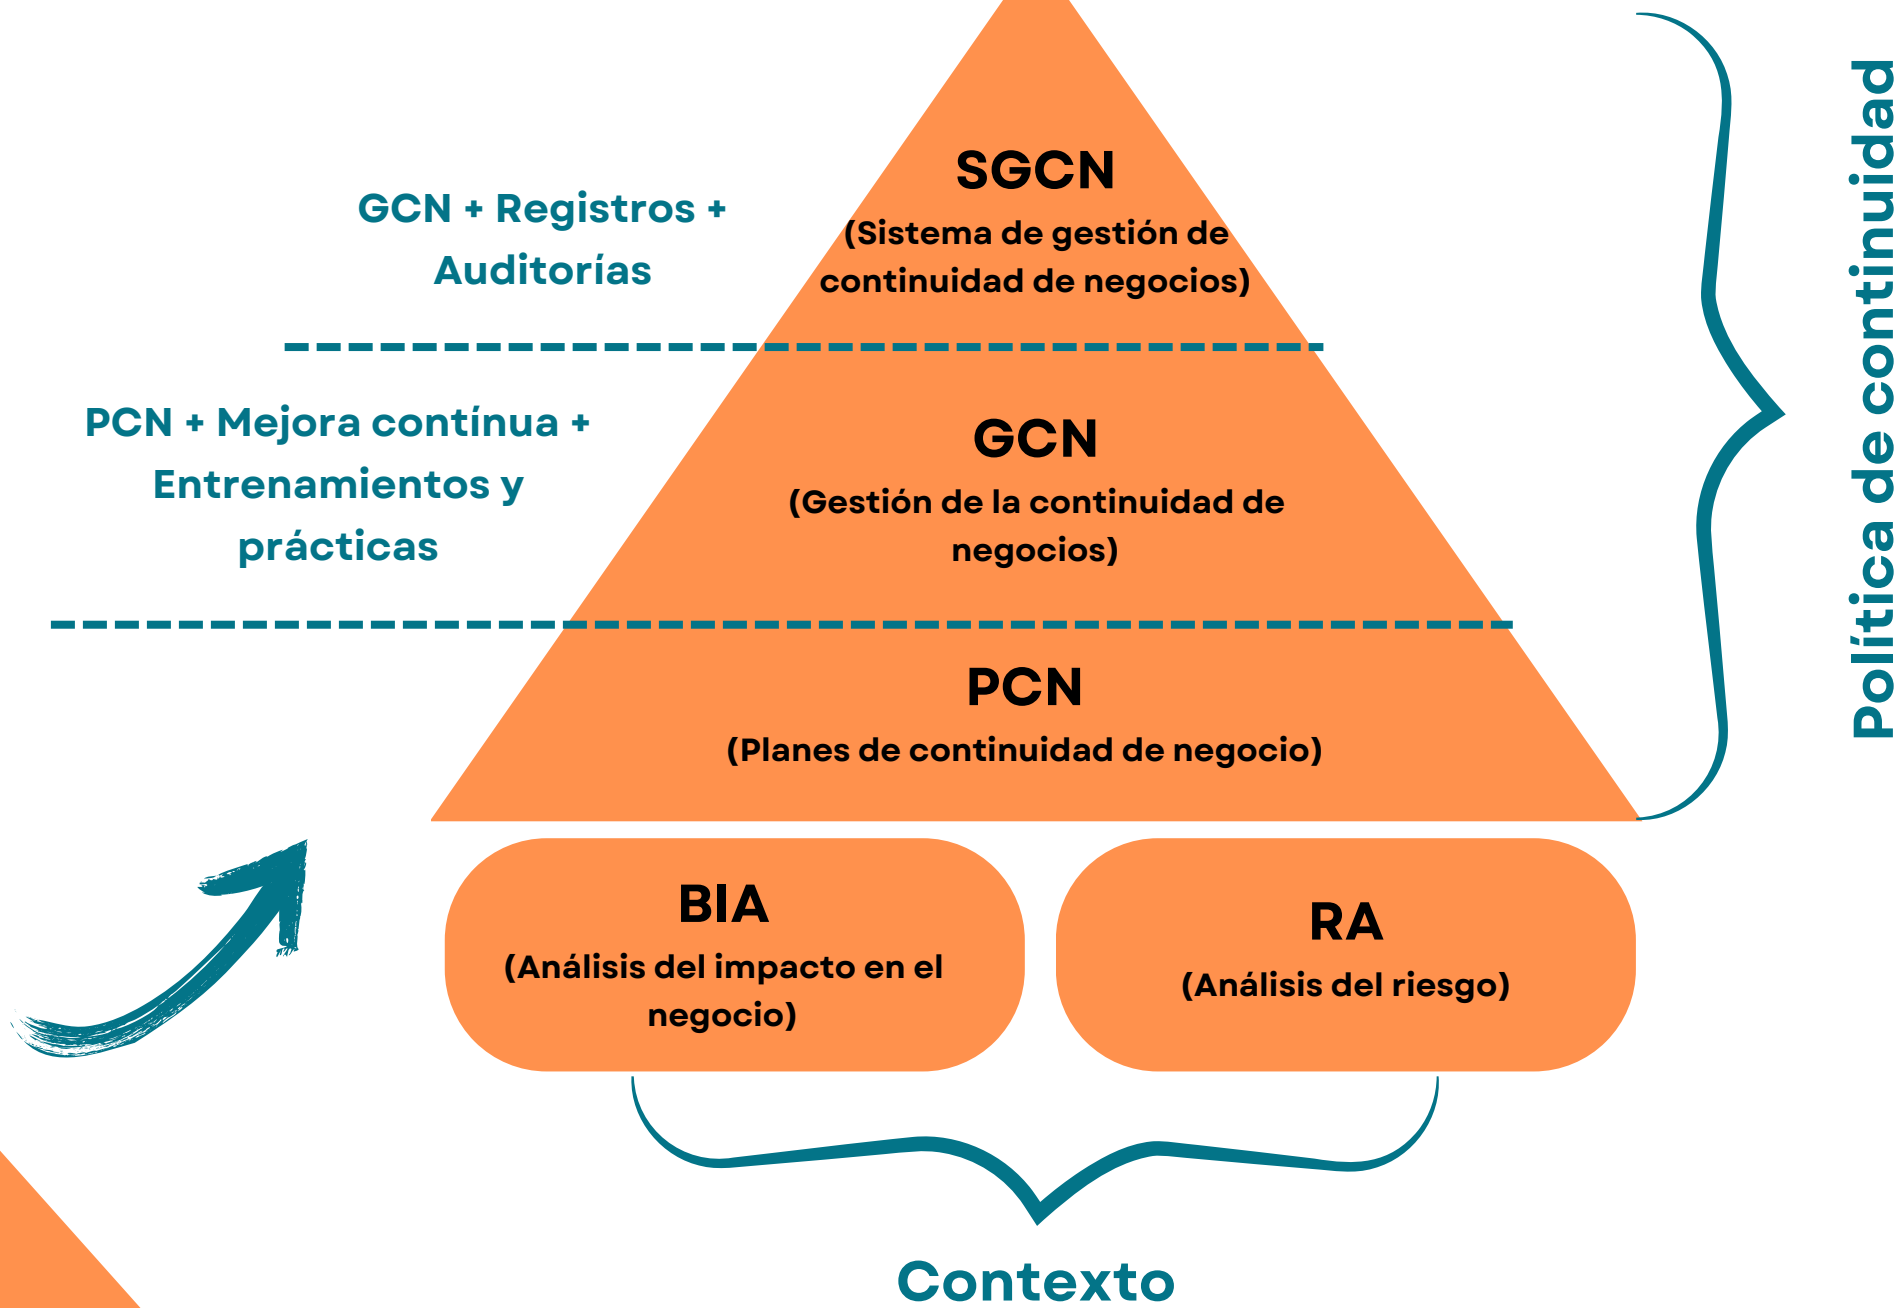 SGCN
(Sistema de gestión de
continuidad de negocios)
GCN + Registros +
Auditorías
GCN
(Gestión de la continuidad de
negocios)
PCN + Mejora contínua +
Entrenamientos y
prácticas
PCN
(Planes de continuidad de negocio)
Política de continuidad
BIA
(Análisis del impacto en el
negocio)
RA
(Análisis del riesgo)
Contexto